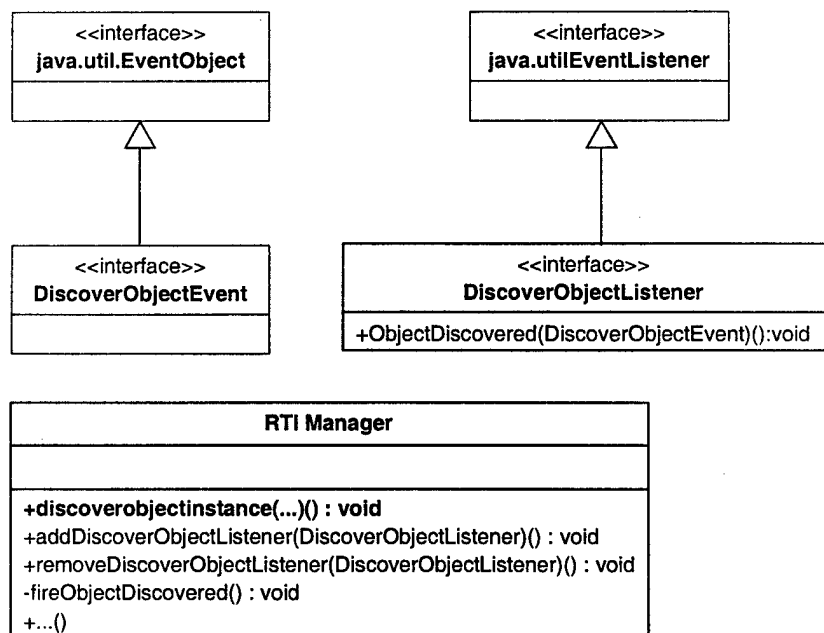 <<interface>>
java.util.EventObject
<<interface>>
java.utilEventListener
<<interface>>
DiscoverObjectEvent
<<interface>>
DiscoverObjectListener
+ObjectDiscovered(DiscoverObjectEvent)():void
RTI Manager
+discoverobjectinstance(...)() : void
+addDiscoverObjectListener(DiscoverObjectListener)() : void
+removeDiscoverObjectListener(DiscoverObjectListener)() : void
-fireObjectDiscovered() : void
+...()